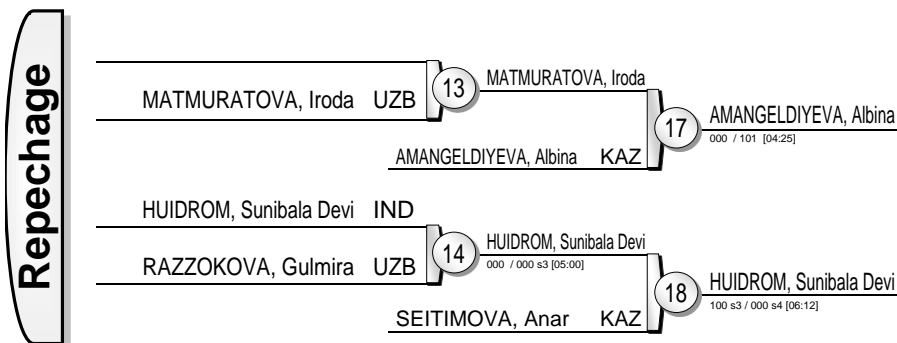 Repechage
MATMURATOVA, Iroda UZB
13
MATMURATOVA, Iroda
AMANGELDIYEVA, Albina KAZ
17
AMANGELDIYEVA, Albina
000 / 101 [04:25]
HUIDROM, Sunibala Devi IND
RAZZOKOVA, Gulmira UZB
14
HUIDROM, Sunibala Devi
000 / 000 s3 [05:00]
SEITIMOVA, Anar KAZ
18
HUIDROM, Sunibala Devi
100 s3 / 000 s4 [06:12]